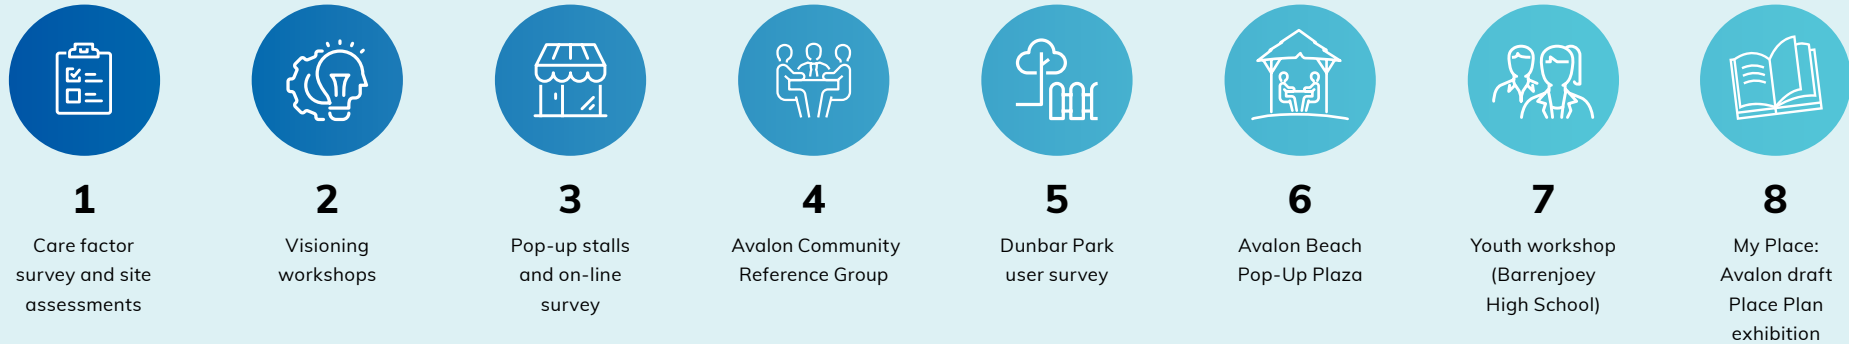 1
Care factor
survey and site
assessments
2
Visioning
workshops
3
Pop-up stalls
and on-line
survey
4
Avalon Community
Reference Group
5
Dunbar Park
user survey
6
Avalon Beach
Pop-Up Plaza
7
Youth workshop
(Barrenjoey
High School)
8
My Place:
Avalon draft
Place Plan
exhibition